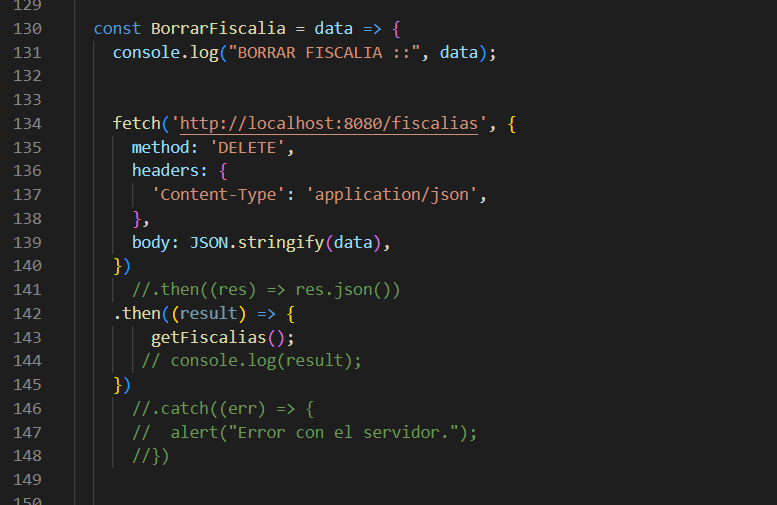 129
130 const BorrarFiscalia = data => {
131 console.log("BORRAR FISCALIA ::", data);
132
133
134 fetch('http://localhost:8080/fiscalias', {
135 method: 'DELETE',
136 headers: {
137 'Content-Type': 'application/json',
138 },
139 body: JSON.stringify(data),
140 })
141 //.then((res) => res.json())
142 .then((result) => {
143 getFiscalias();
144 // console.log(result);
145 })
146 //.catch((err) => {
147 //  alert("Error con el servidor.");
148 //})
149
150